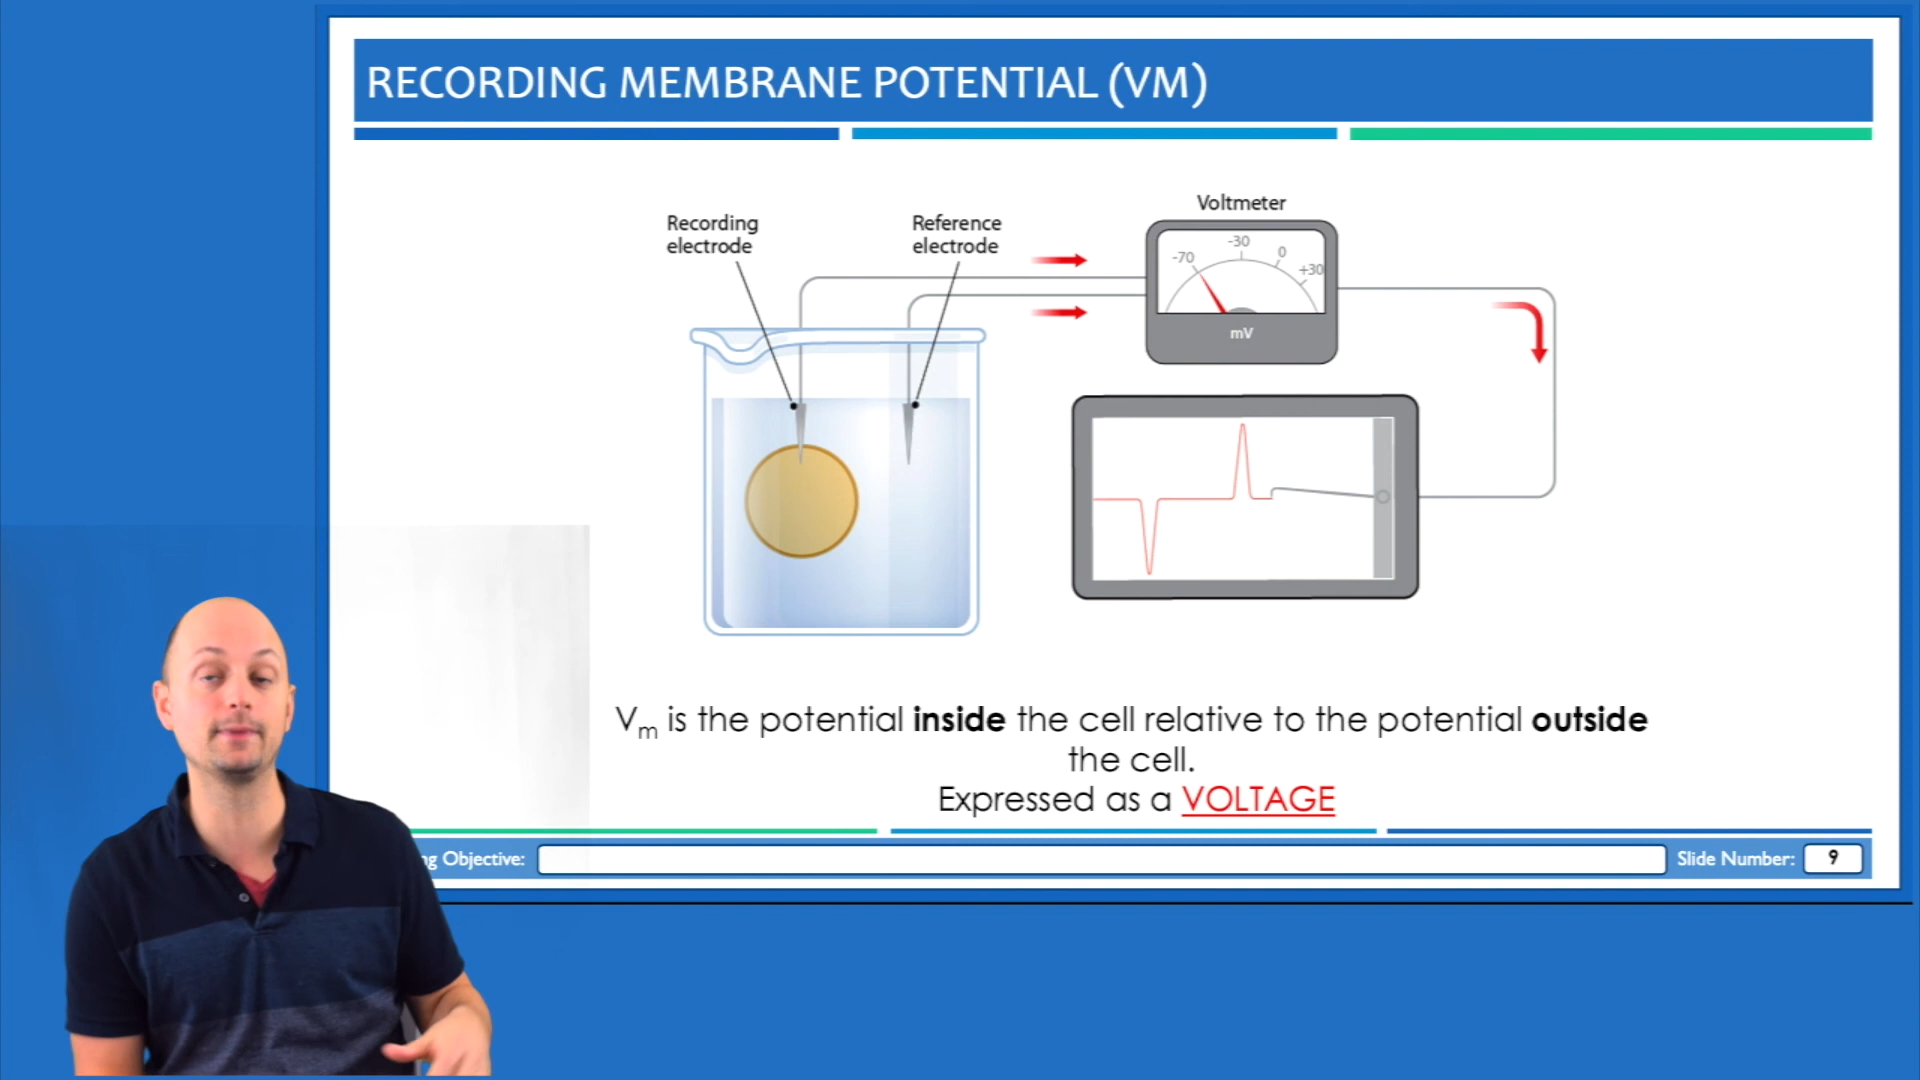 RECORDING MEMBRANE POTENTIAL (VM)
Recording
electrode
Reference
electrode
Voltmeter
-70
-30
0
+30
mV
Vm is the potential inside the cell relative to the potential outside
the cell.
Expressed as a VOLTAGE
ng Objective:
Slide Number: 9